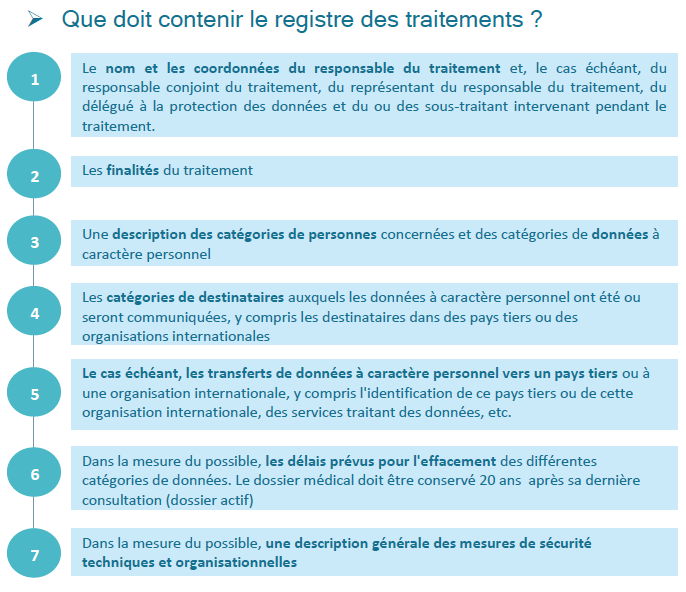 ➢ Que doit contenir le registre des traitements ?
1
Le nom et les coordonnées du responsable du traitement et, le cas échéant, du
responsable conjoint du traitement, du représentant du responsable du traitement, du
délégué à la protection des données et du ou des sous-traitant intervenant pendant le
traitement.
2
Les finalités du traitement
3
Une description des catégories de personnes concernées et des catégories de données à
caractère personnel
4
Les catégories de destinataires auxquels les données à caractère personnel ont été ou
seront communiquées, y compris les destinataires dans des pays tiers ou des
organisations internationales
5
Le cas échéant, les transferts de données à caractère personnel vers un pays tiers ou à
une organisation internationale, y compris l'identification de ce pays tiers ou de cette
organisation internationale, des services traitant des données, etc.
6
Dans la mesure du possible, les délais prévus pour l'effacement des différentes
catégories de données. Le dossier médical doit être conservé 20 ans après sa dernière
consultation (dossier actif)
7
Dans la mesure du possible, une description générale des mesures de sécurité
techniques et organisationnelles